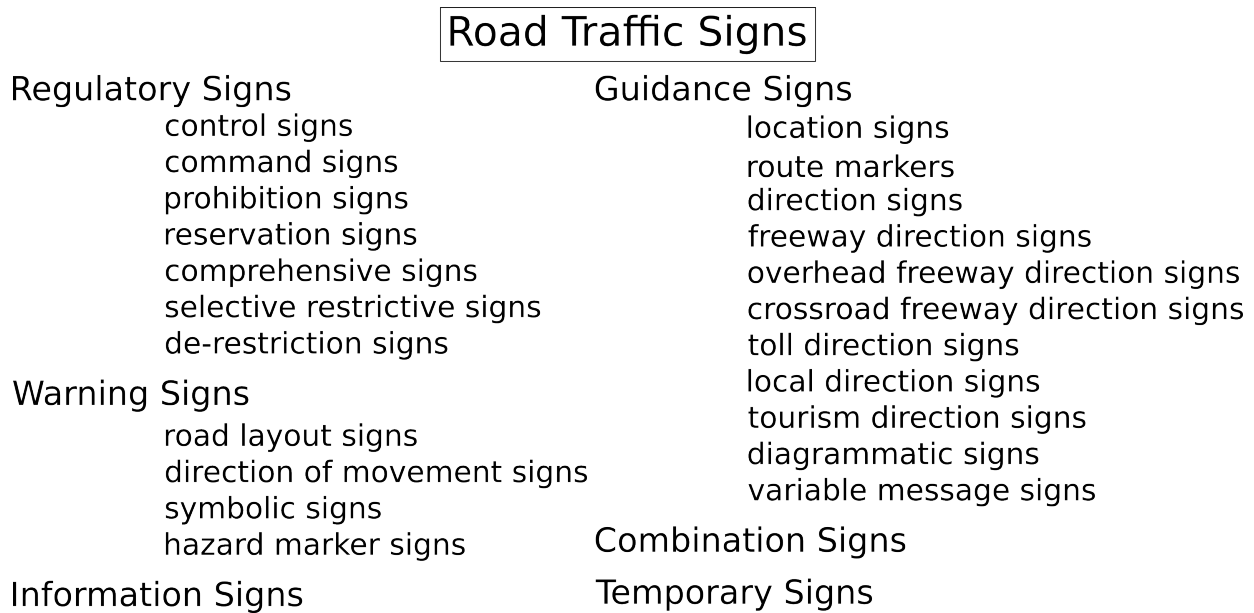 Road Traffic Signs
Regulatory Signs
control signs
command signs
prohibition signs
reservation signs
comprehensive signs
selective restrictive signs
de-restriction signs
Warning Signs
road layout signs
direction of movement signs
symbolic signs
hazard marker signs
Information Signs
Guidance Signs
location signs
route markers
direction signs
freeway direction signs
overhead freeway direction signs
crossroad freeway direction signs
toll direction signs
local direction signs
tourism direction signs
diagrammatic signs
variable message signs
Combination Signs
Temporary Signs